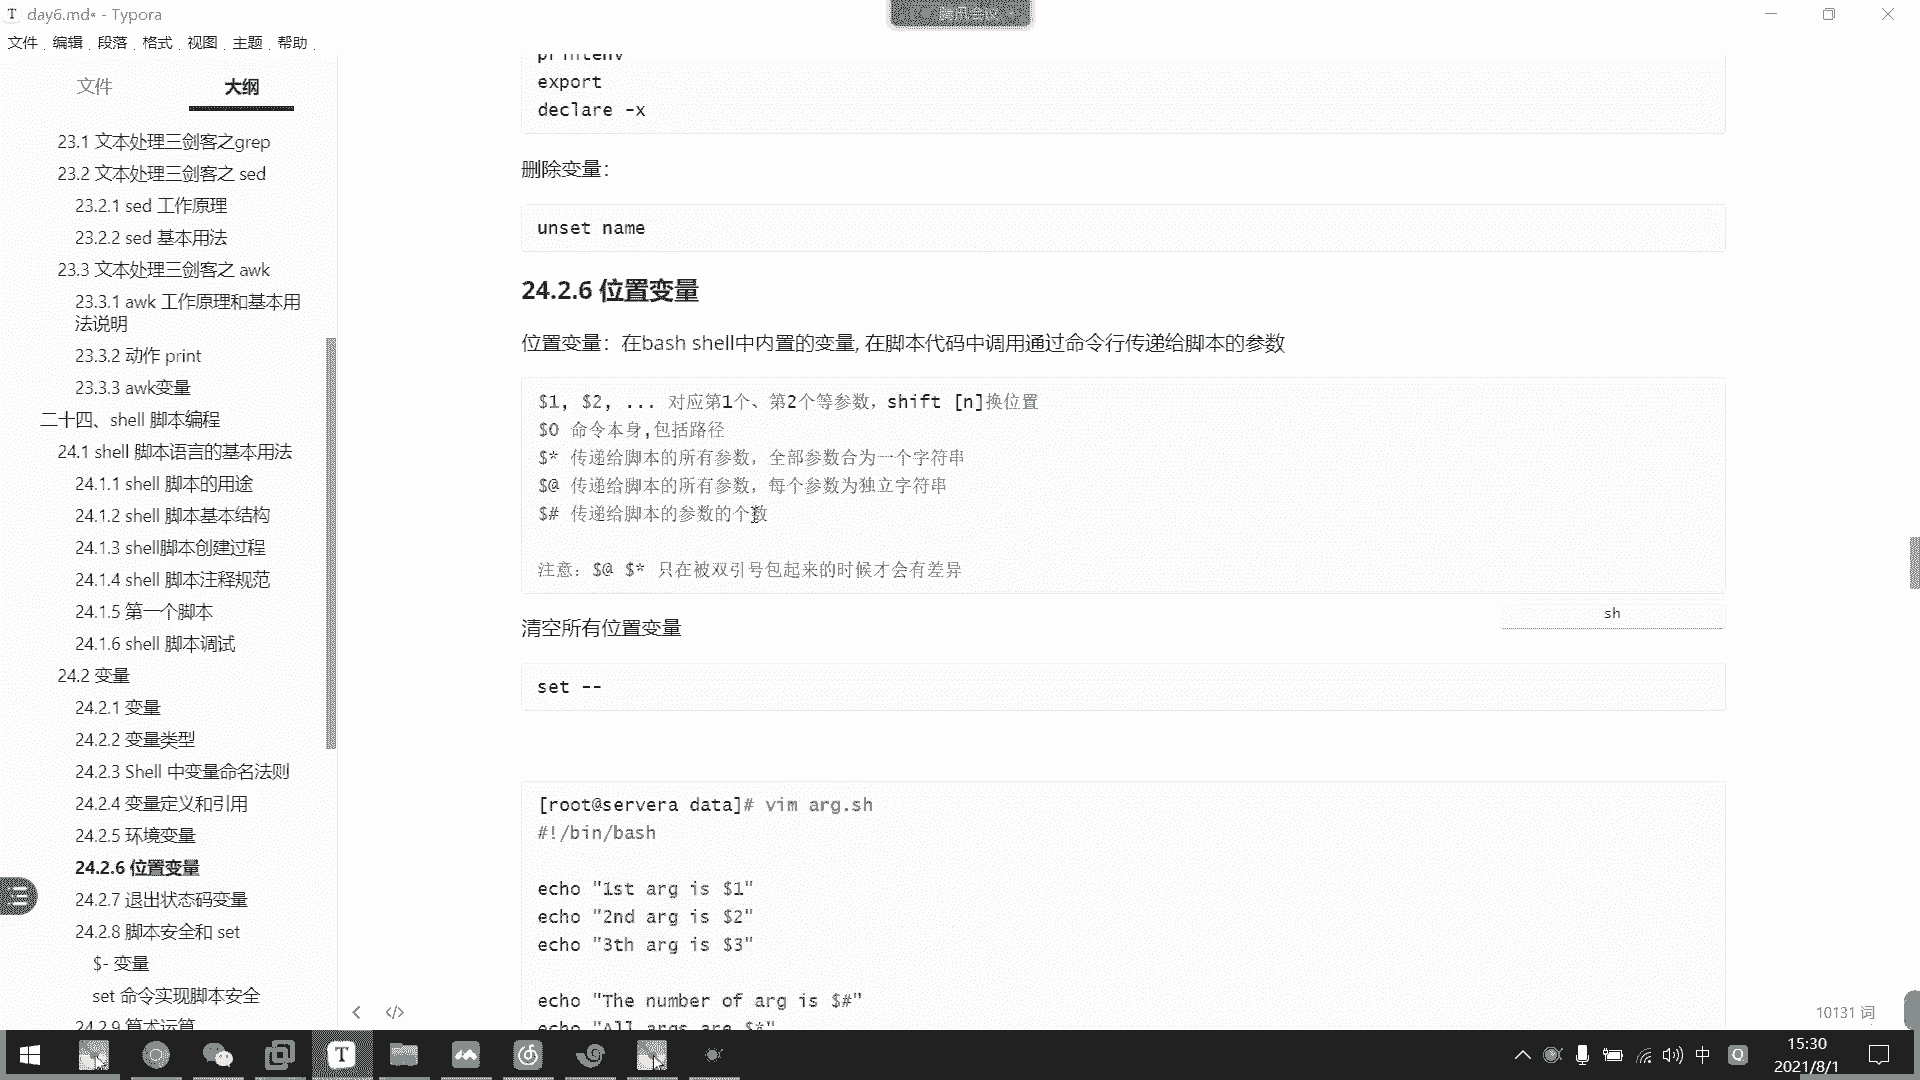 day6.md• - Typora
腾讯会议
文件 编辑 段落 格式 视图 主题 帮助
文件
大纲
23.1 文本处理三剑客之grep
23.2 文本处理三剑客之 sed
23.2.1 sed 工作原理
23.2.2 sed 基本用法
23.3 文本处理三剑客之 awk
23.3.1 awk 工作原理和基本用
法说明
23.3.2 动作 print
23.3.3 awk变量
二十四、shell 脚本编程
24.1 shell 脚本语言的基本用法
24.1.1 shell 脚本的用途
24.1.2 shell 脚本基本结构
24.1.3 shell脚本创建过程
24.1.4 shell 脚本注释规范
24.1.5 第一个脚本
24.1.6 shell 脚本调试
24.2 变量
24.2.1 变量
24.2.2 变量类型
24.2.3 Shell 中变量命名法则
24.2.4 变量定义和引用
24.2.5 环境变量
24.2.6 位置变量
24.2.7 退出状态码变量
24.2.8 脚本安全和 set
$- 变量
set 命令实现脚本安全
24.2.9 算术运算
printenv
export
declare -x
删除变量：
unset name
24.2.6 位置变量
位置变量：在bash shell中内置的变量, 在脚本代码中调用通过命令行传递给脚本的参数
$1, $2, ... 对应第1个、第2个等参数，shift [n]换位置
$0 命令本身,包括路径
$* 传递给脚本的所有参数，全部参数合为一个字符串
$@ 传递给脚本的所有参数，每个参数为独立字符串
$# 传递给脚本的参数的个数
注意：$@ $* 只在被双引号包起来的时候才会有差异
sh
清空所有位置变量
set --
[root@servera data]# vim arg.sh
#!/bin/bash
echo "1st arg is $1"
echo "2nd arg is $2"
echo "3th arg is $3"
echo "The number of arg is $#"
echo "All args are $*"
10131 词
中
15:30
2021/8/1